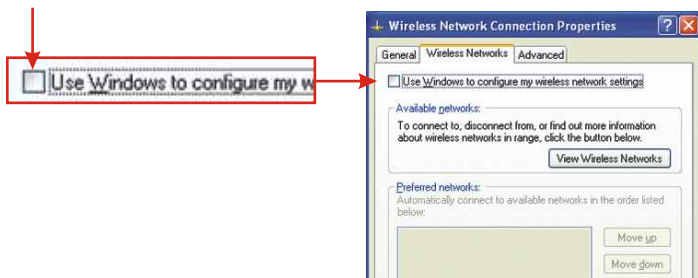 Use Windows to configure my w
Wireless Network Connection Properties
General Wireless Networks Advanced
Use Windows to configure my wireless network settings
Available networks:
To connect to, disconnect from, or find out more information
about wireless networks in range, click the button below.
View Wireless Networks
Preferred networks:
Automatically connect to available networks in the order listed
below:
Move up
Move down